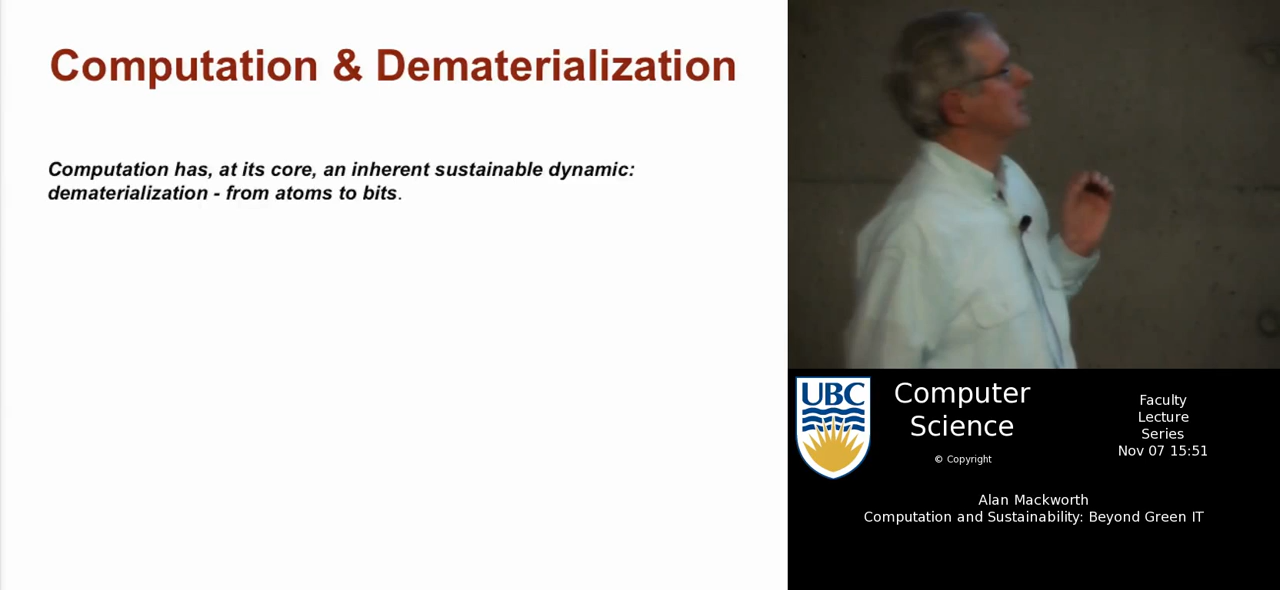 Computation & Dematerialization
Computation has, at its core, an inherent sustainable dynamic:
dematerialization - from atoms to bits.
UBC
Computer
Science
© Copyright
Faculty
Lecture
Series
Nov 07 15:51
Alan Mackworth
Computation and Sustainability: Beyond Green IT